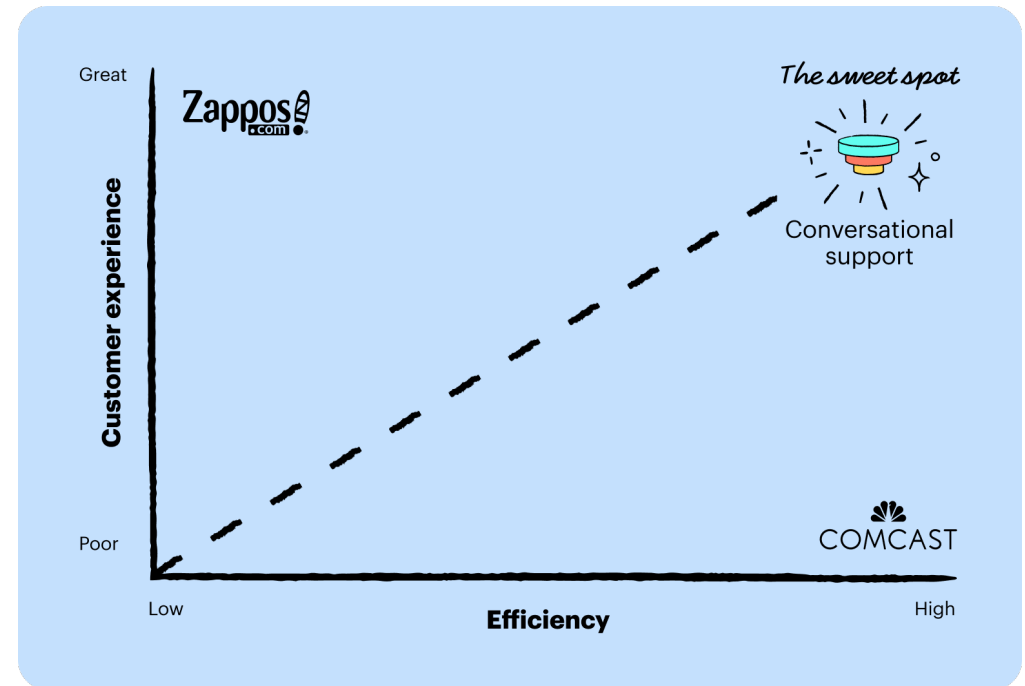 Great
Zappos
.com
The sweet spot
Conversational
support
Customer experience
Poor
COMCAST
Low
Efficiency
High